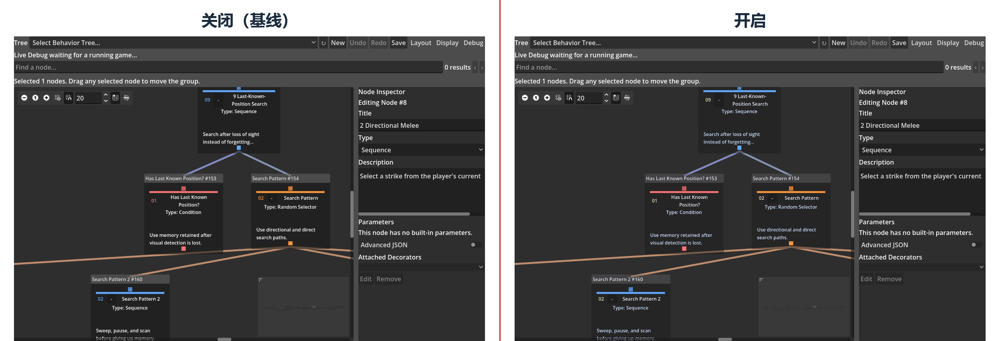 关闭（基线）
Tree Select Behavior Tree... New Undo Redo Save Layout Display Debug
Live Debug waiting for a running game...
Find a node... 0 results
Selected 1 nodes. Drag any selected node to move the group.
20
09 - 9 Last-Known-
Position Search
Type: Sequence
Search after loss of sight
instead of forgetting...
Has Last Known Position? #153
01 Has Last Known
Position?
Type: Condition
Use memory retained after
visual detection is lost.
Search Pattern #154
02 - Search Pattern
Type: Random Selector
Use directional and direct
search paths.
Search Pattern 2 #160
02 - Search Pattern 2
Type: Sequence
Sweep, pause, and scan
before giving up memory.
Node Inspector
Editing Node #8
Title
2 Directional Melee
Type
Sequence
Description
Select a strike from the player's current
Parameters
This node has no built-in parameters.
Advanced JSON
Attached Decorators
Edit Remove
开启
Tree Select Behavior Tree... New Undo Redo Save Layout Display Debug
Live Debug waiting for a running game...
Find a node... 0 results
Selected 1 nodes. Drag any selected node to move the group.
20
09 - 9 Last-Known-
Position Search
Type: Sequence
Search after loss of sight
instead of forgetting...
Has Last Known Position? #153
01 Has Last Known
Position?
Type: Condition
Use memory retained after
visual detection is lost.
Search Pattern #154
02 - Search Pattern
Type: Random Selector
Use directional and direct
search paths.
Search Pattern 2 #160
02 - Search Pattern 2
Type: Sequence
Sweep, pause, and scan
before giving up memory.
Node Inspector
Editing Node #8
Title
2 Directional Melee
Type
Sequence
Description
Select a strike from the player's current
Parameters
This node has no built-in parameters.
Advanced JSON
Attached Decorators
Edit Remove